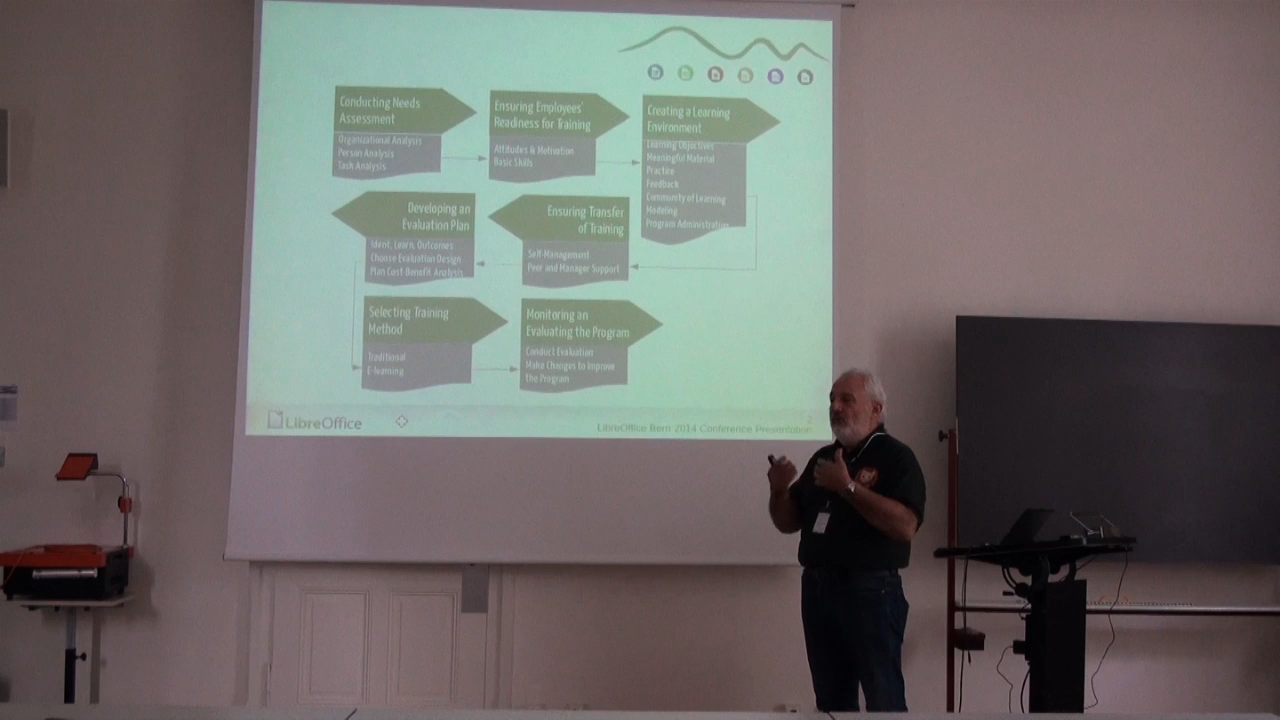 Conducting Needs
Assessment
Organizational Analysis
Person Analysis
Task Analysis
Ensuring Employees'
Readiness for Training
Attitudes & Motivation
Basic Skills
Creating a Learning
Environment
Learning Objectives
Meaningful Material
Practice
Feedback
Community of Learning
Modeling
Program Administration
Developing an
Evaluation Plan
Ident. Learn. Outcomes
Choose Evaluation Design
Plan Cost-Benefit Analysis
Ensuring Transfer
of Training
Self-Management
Peer and Manager Support
Selecting Training
Method
Traditional
E-learning
Monitoring an
Evaluating the Program
Conduct Evaluation
Make Changes to Improve
the Program
LibreOffice
2
LibreOffice Bern 2014 Conference Presentation